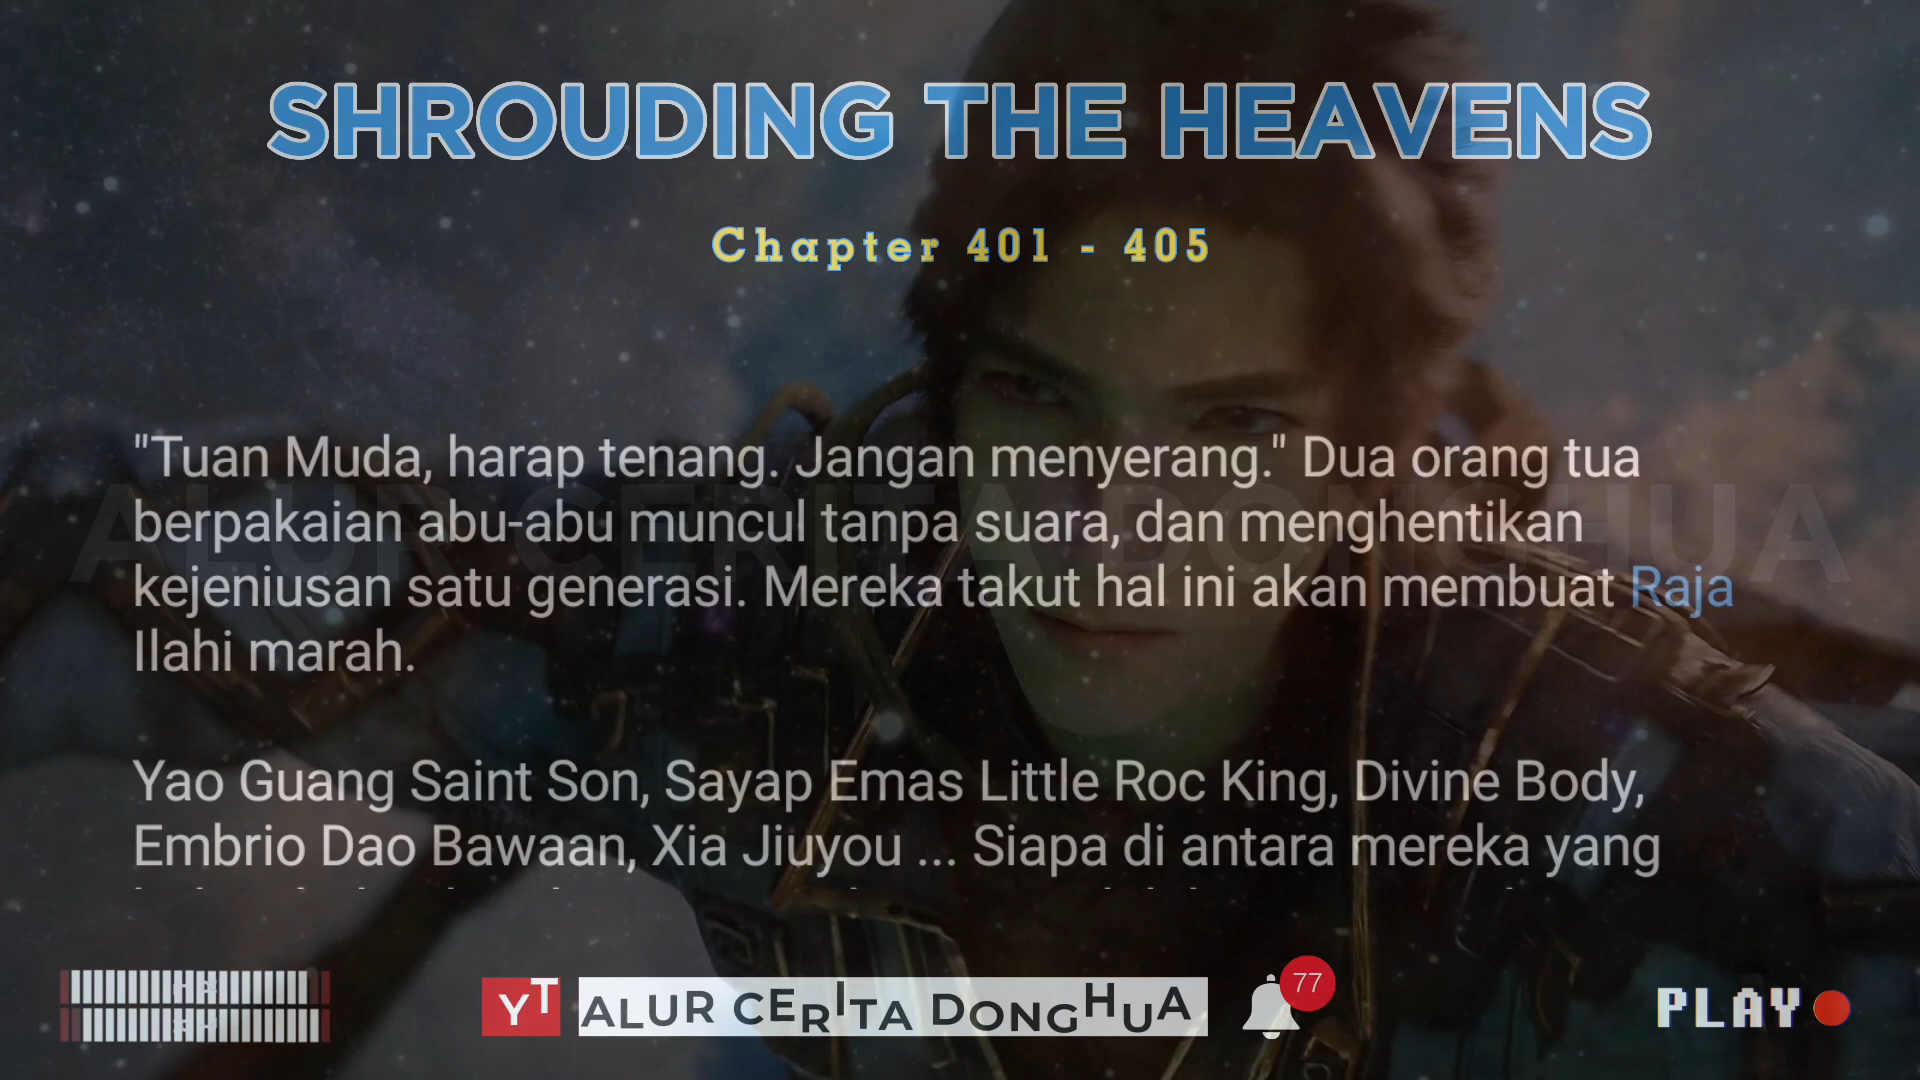 SHROUDING THE HEAVENS
Chapter 401 - 405
"Tuan Muda, harap tenang. Jangan menyerang." Dua orang tua
berpakaian abu-abu muncul tanpa suara, dan menghentikan
kejeniusan satu generasi. Mereka takut hal ini akan membuat Raja
Ilahi marah.
ALUR CERITA DONGHUA
Yao Guang Saint Son, Sayap Emas Little Roc King, Divine Body,
Embrio Dao Bawaan, Xia Jiuyou ... Siapa di antara mereka yang
YT ALUR CERITA DONGHUA 77
PLAY